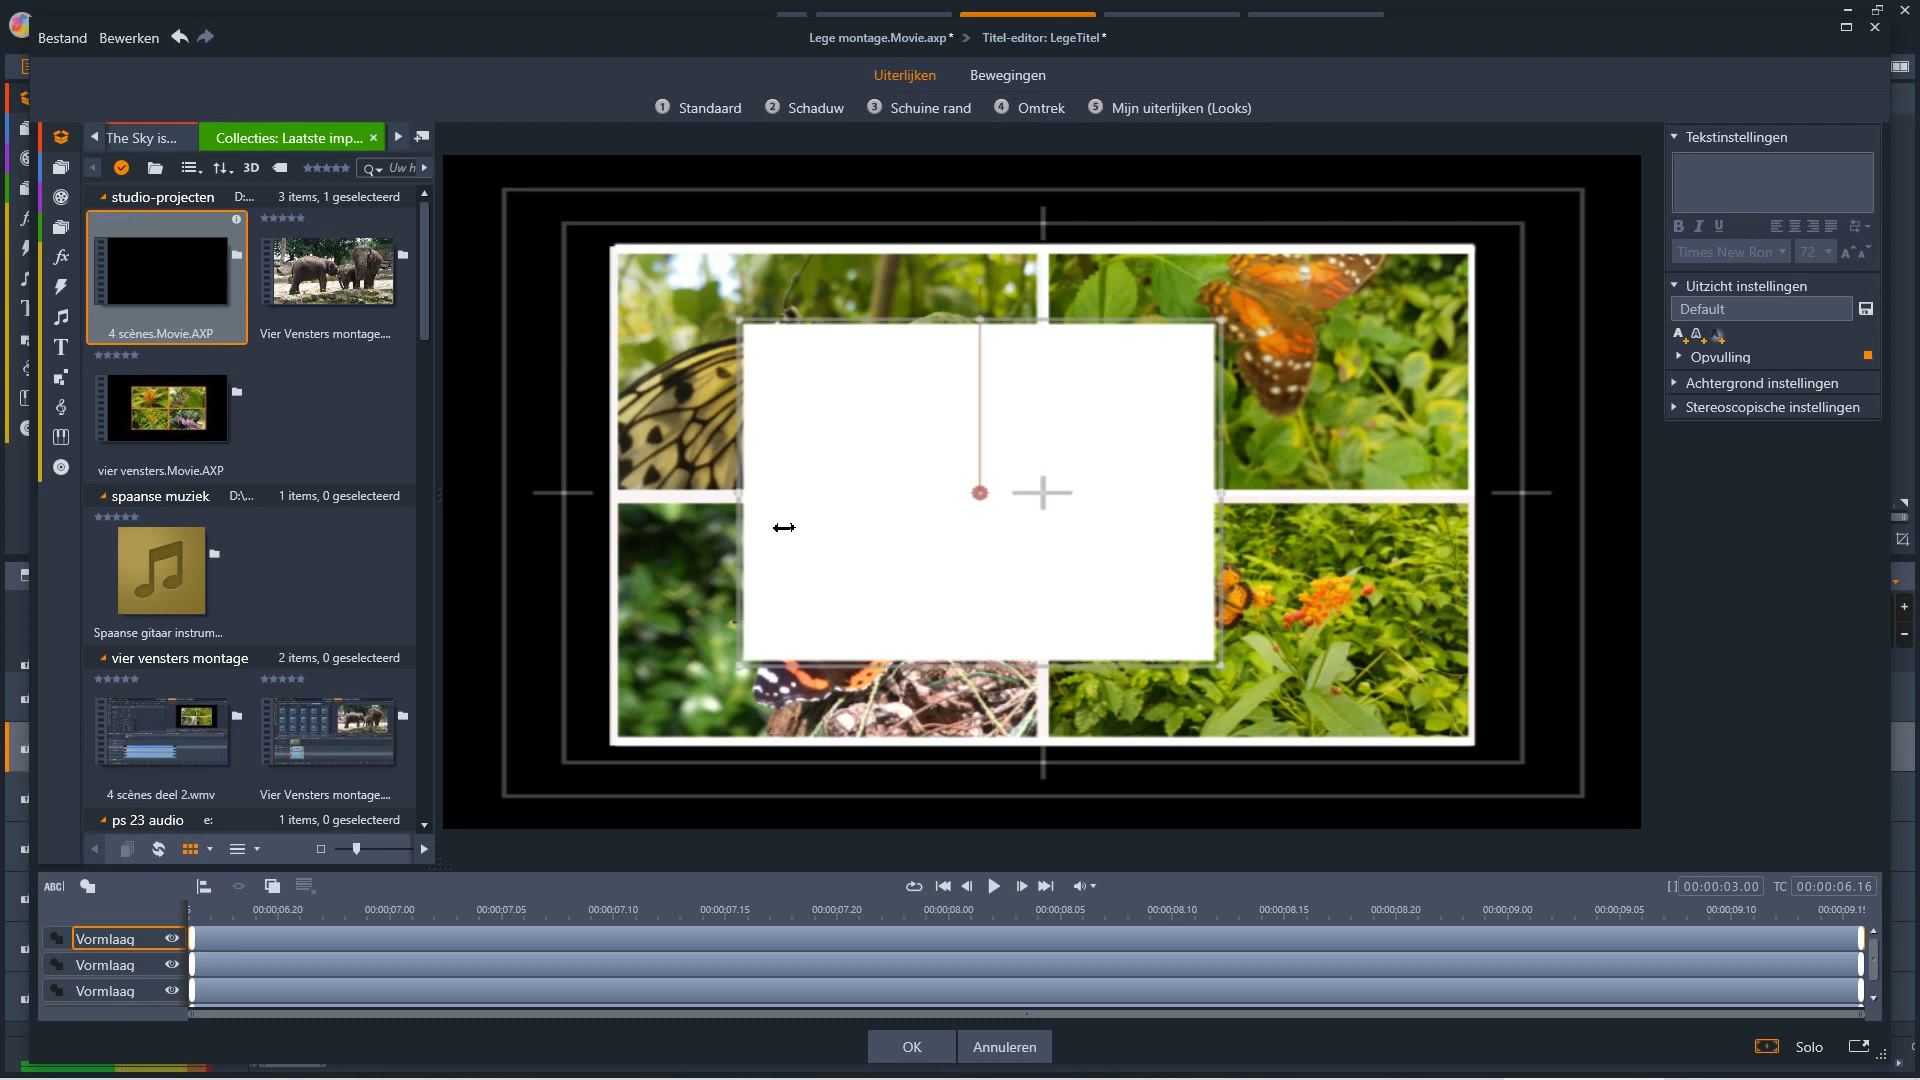 Bestand Bewerken
Lege montage.Movie.axp* > Titel-editor: LegeTitel*
Uiterlijken Bewegingen
1 Standaard 2 Schaduw 3 Schuine rand 4 Omtrek 5 Mijn uiterlijken (Looks)
The Sky is... Collecties: Laatste imp... ×
3D Uw h
studio-projecten D:... 3 items, 1 geselecteerd
4 scènes.Movie.AXP Vier Vensters montage....
vier vensters.Movie.AXP
spaanse muziek D:\... 1 items, 0 geselecteerd
Spaanse gitaar instrum...
vier vensters montage 2 items, 0 geselecteerd
4 scènes deel 2.wmv Vier Vensters montage....
ps 23 audio e: 1 items, 0 geselecteerd
Tekstinstellingen
B I U
Times New Ron 72
Uitzicht instellingen
Default
Opvulling
Achtergrond instellingen
Stereoscopische instellingen
ABC
[] 00:00:03.00 TC 00:00:06.16
00:00;06.20 00:00;07.00 00:00;07.05 00:00;07.10 00:00;07.15 00:00;07.20 00:00;08.00 00:00;08.05 00:00;08.10 00:00;08.15 00:00;08.20 00:00;09.00 00:00;09.05 00:00;09.10
Vormlaag
Vormlaag
Vormlaag
OK Annuleren
Solo